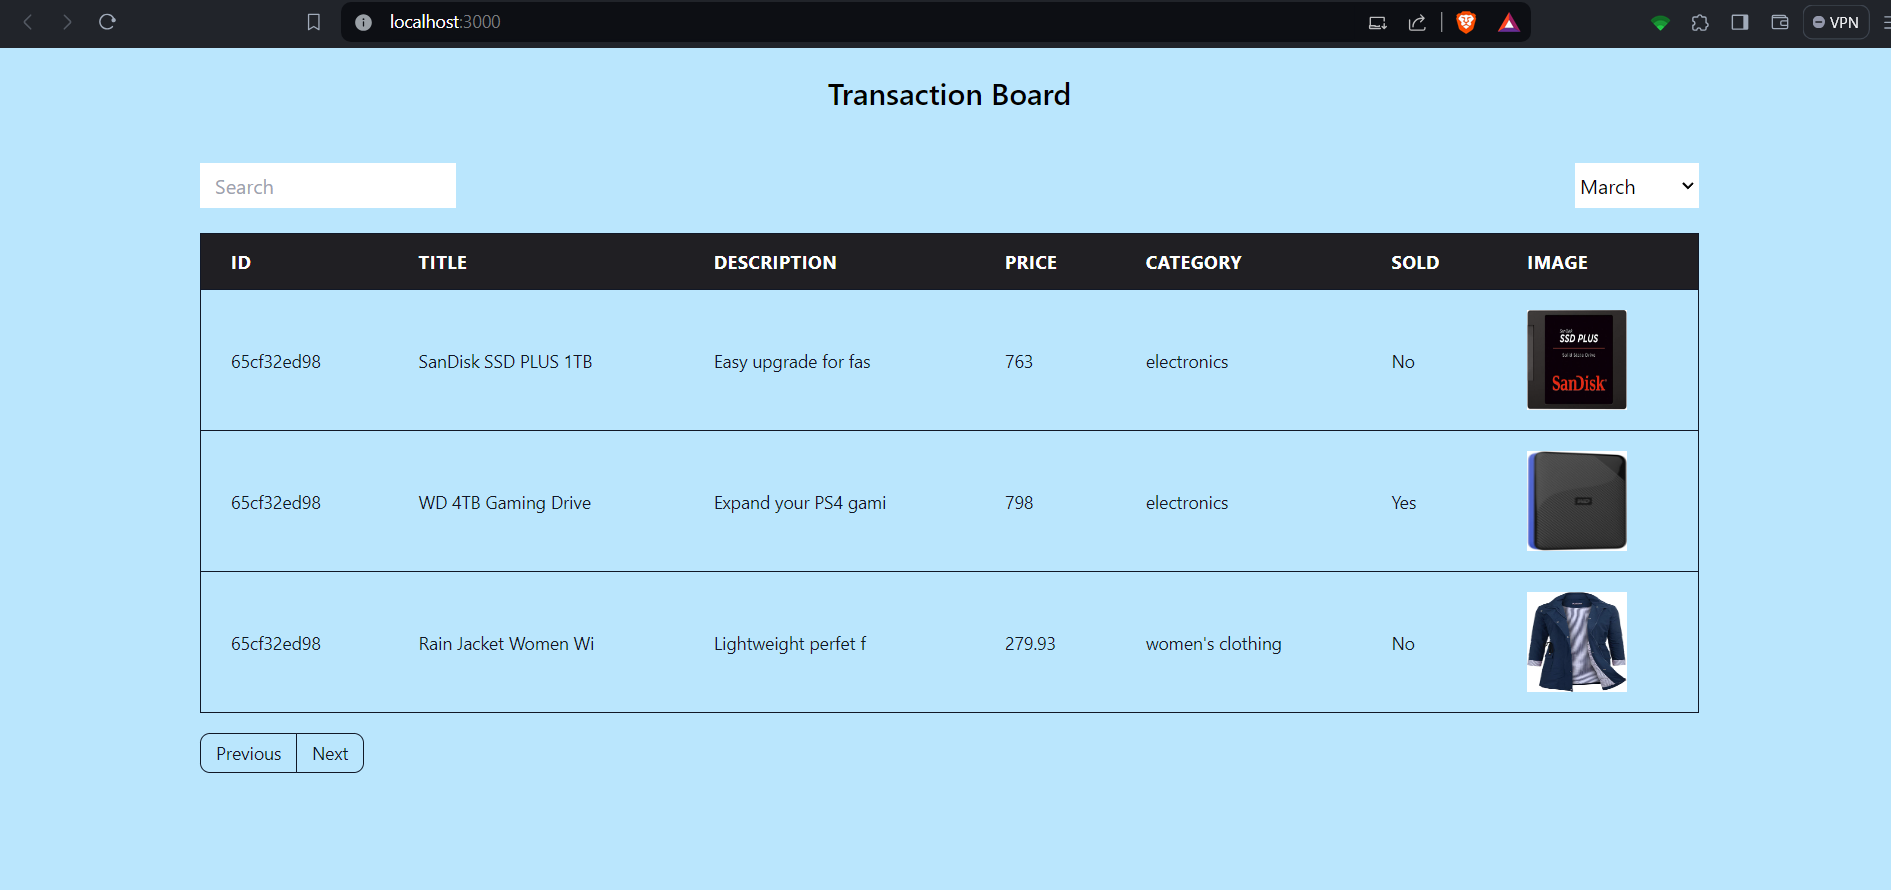 localhost:3000
VPN
Transaction Board
Search
March
ID TITLE DESCRIPTION PRICE CATEGORY SOLD IMAGE
SSD PLUS
SanDisk
65cf32ed98 SanDisk SSD PLUS 1TB Easy upgrade for fas 763 electronics No
65cf32ed98 WD 4TB Gaming Drive Expand your PS4 gami 798 electronics Yes
65cf32ed98 Rain Jacket Women Wi Lightweight perfet f 279.93 women's clothing No
Previous Next